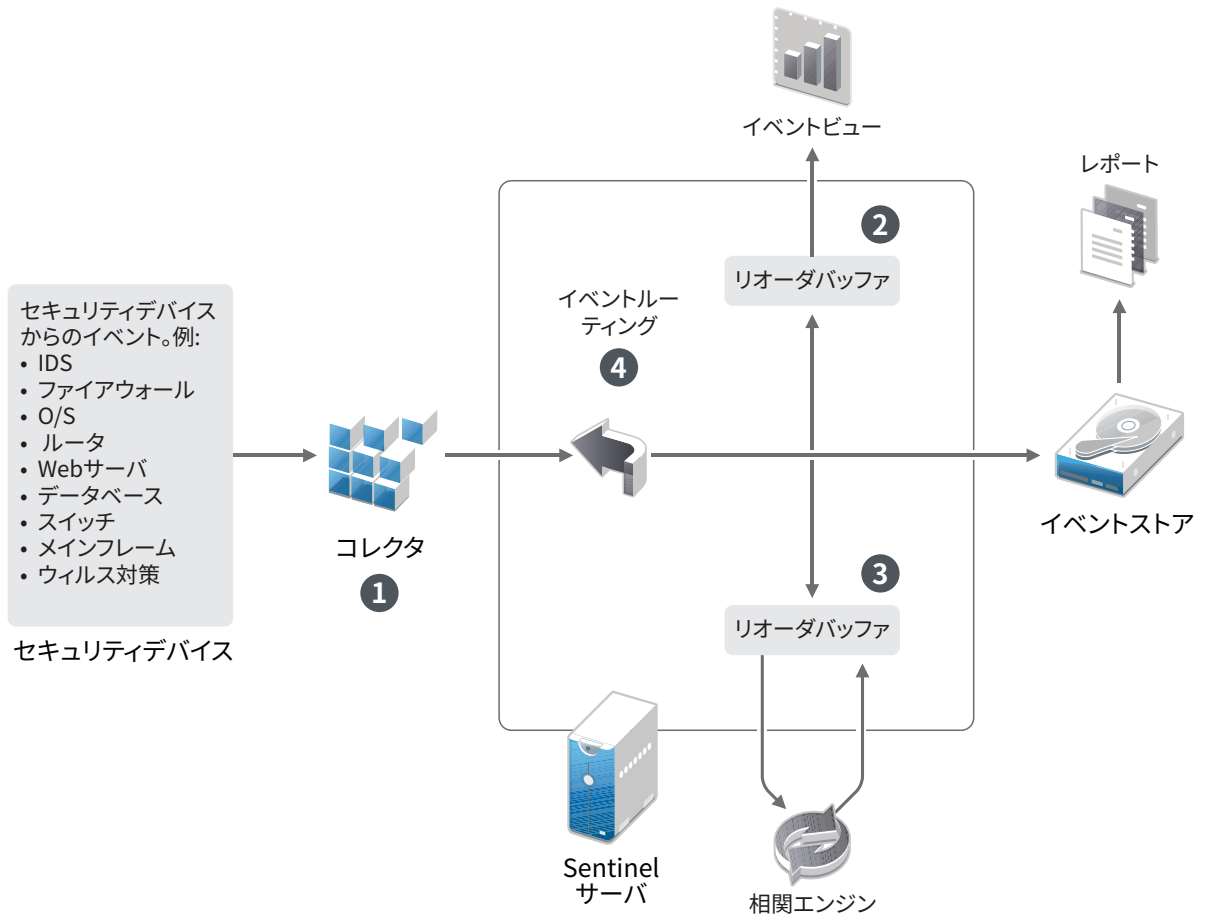 イベントビュー
レポート
2
リオーダバッファ
イベントルー
ティング
4
セキュリティデバイス
からのイベント。例:
• IDS
• ファイアウォール
• O/S
• ルータ
• Webサーバ
• データベース
• スイッチ
• メインフレーム
• ウィルス対策
セキュリティデバイス
コレクタ
1
イベントストア
3
リオーダバッファ
Sentinel
サーバ
相関エンジン